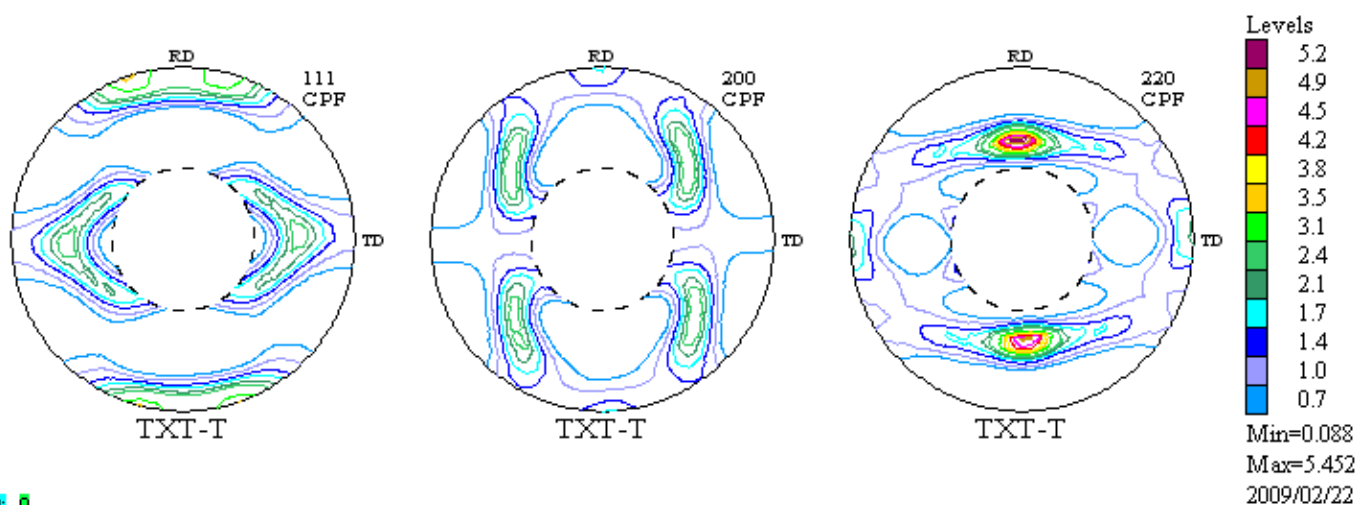 RD
111
CPF
TD
TXT-T
RD
200
CPF
TD
TXT-T
RD
220
CPF
TD
TXT-T
Levels
5.2
4.9
4.5
4.2
3.8
3.5
3.1
2.4
2.1
1.7
1.4
1.0
0.7
Min=0.088
Max=5.452
2009/02/22